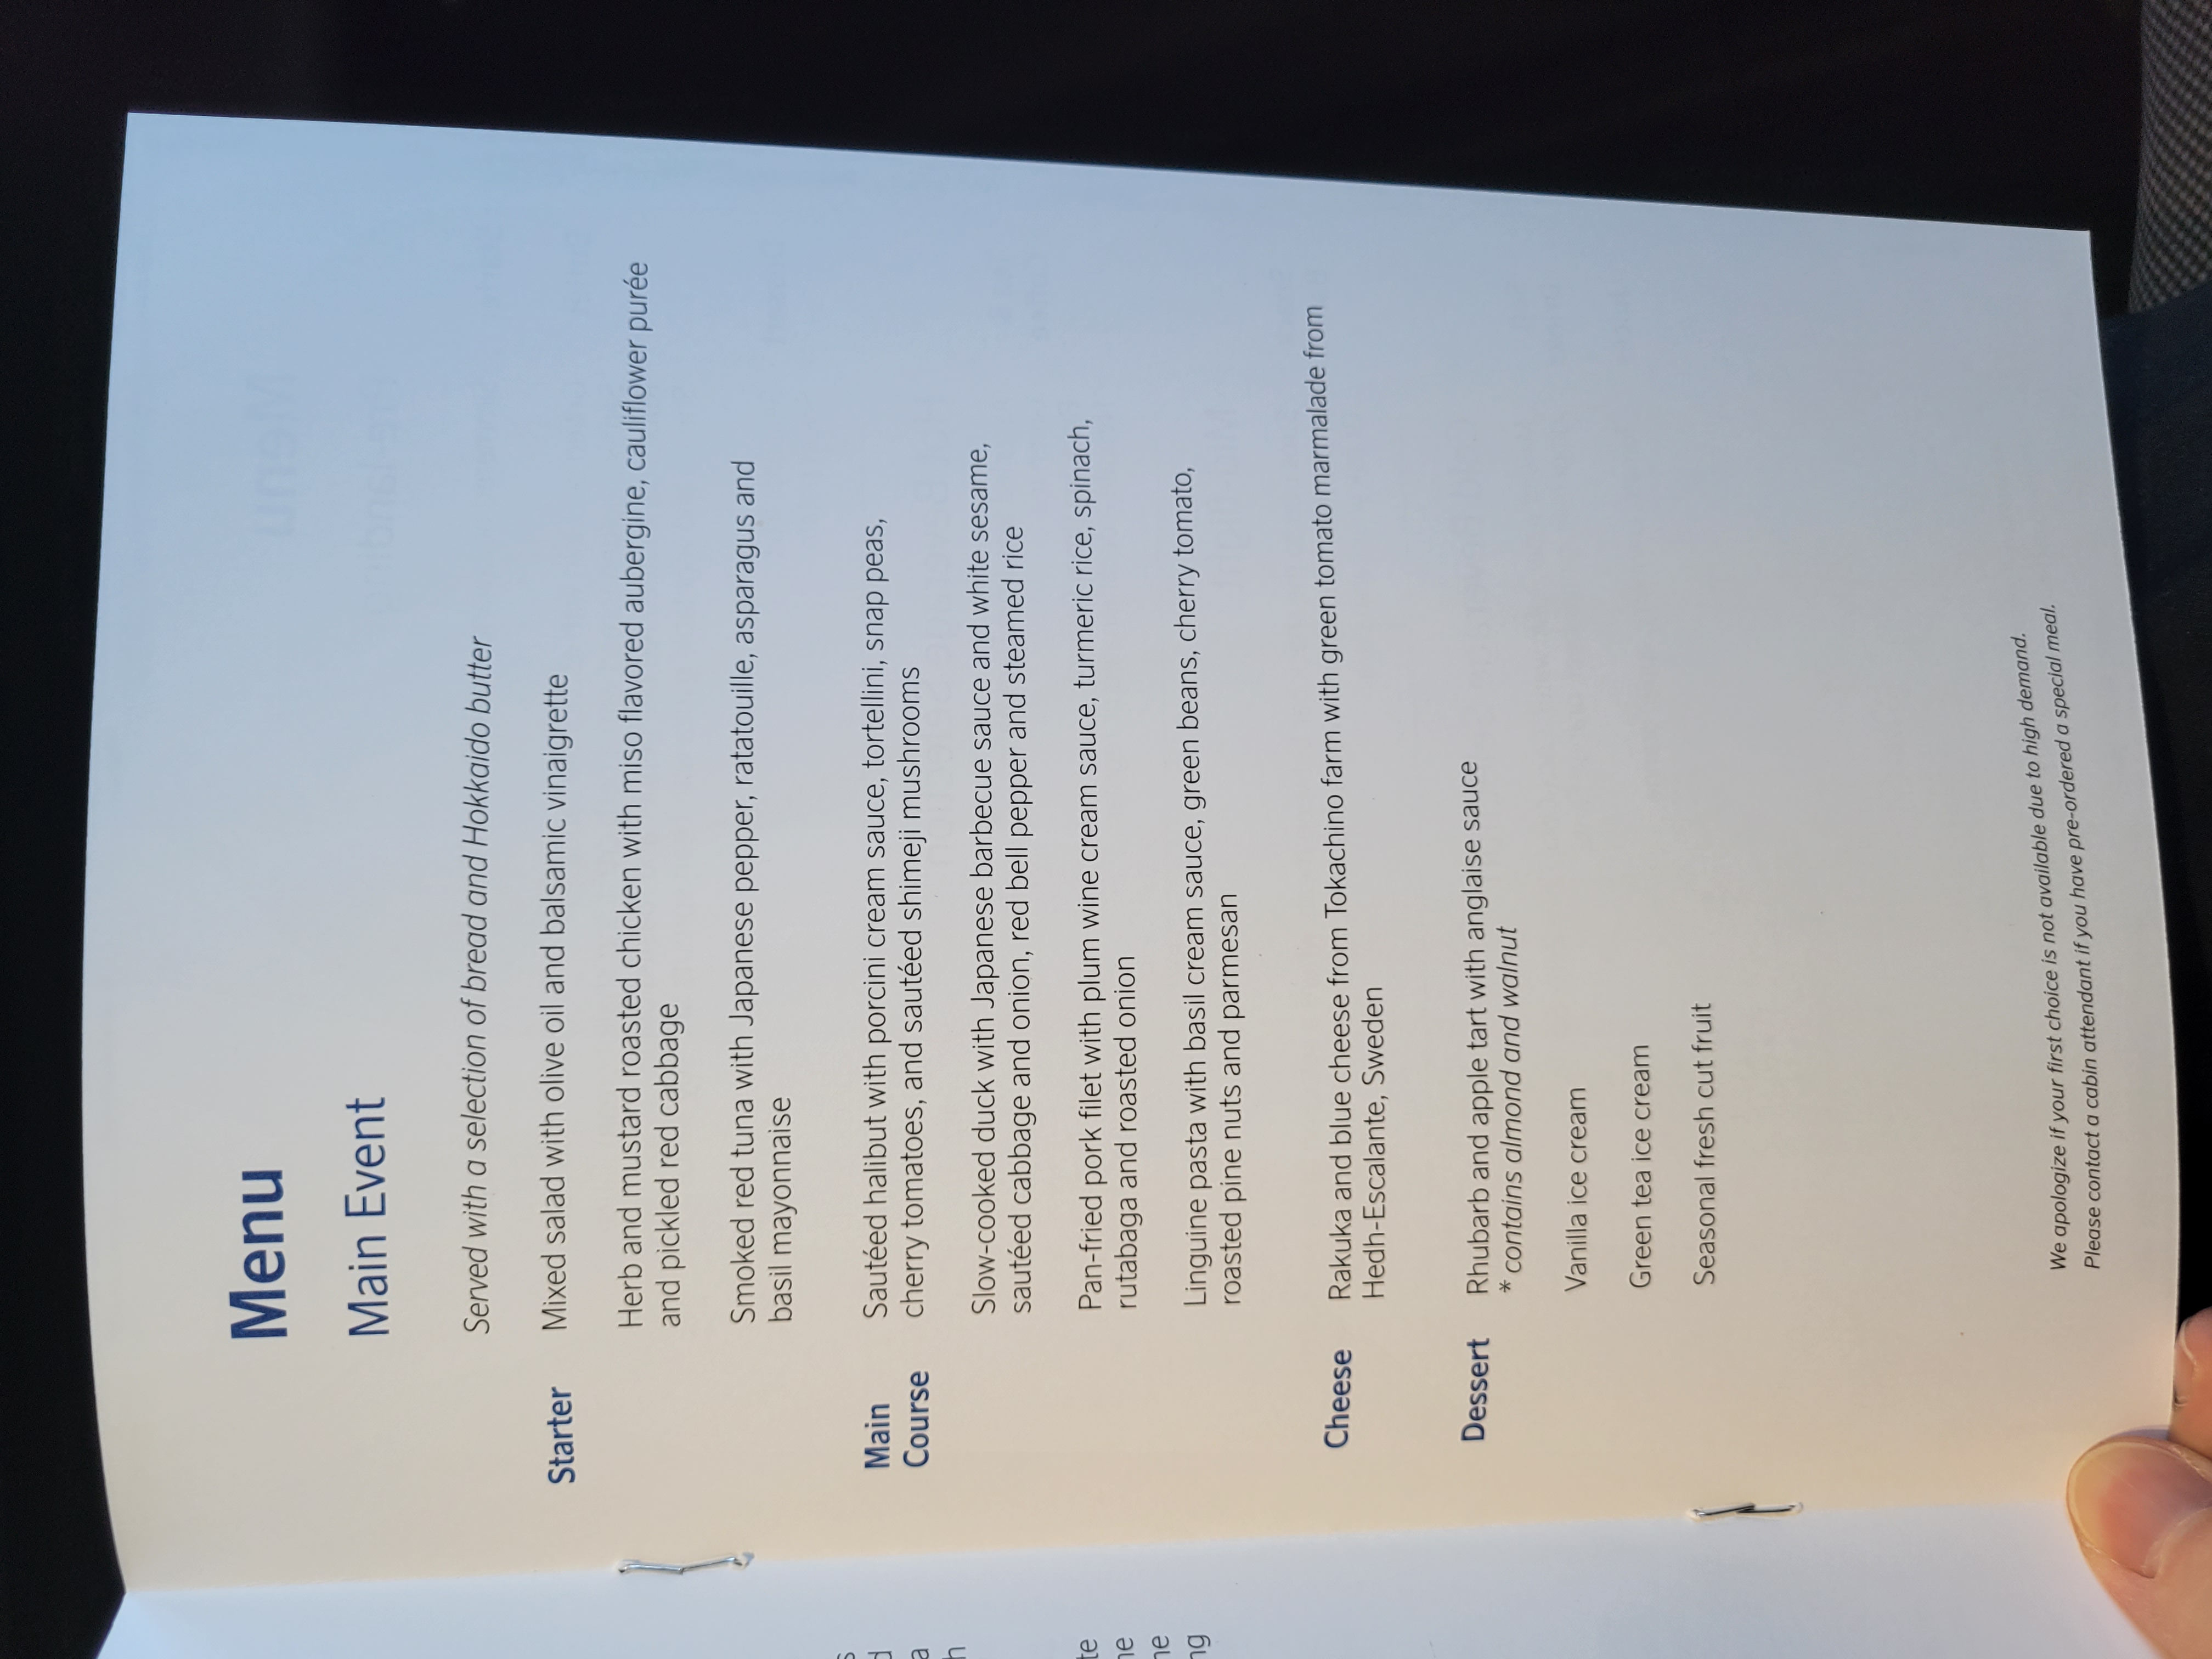 Menu
Main Event
Served with a selection of bread and Hokkaido butter
Starter
Mixed salad with olive oil and balsamic vinaigrette
Herb and mustard roasted chicken with miso flavored aubergine, cauliflower purée
and pickled red cabbage
Smoked red tuna with Japanese pepper, ratatouille, asparagus and
basil mayonnaise
Main
Course
Sautéed halibut with porcini cream sauce, tortellini, snap peas,
cherry tomatoes, and sautéed shimeji mushrooms
Slow-cooked duck with Japanese barbecue sauce and white sesame,
sautéed cabbage and onion, red bell pepper and steamed rice
Pan-fried pork filet with plum wine cream sauce, turmeric rice, spinach,
rutabaga and roasted onion
Linguine pasta with basil cream sauce, green beans, cherry tomato,
roasted pine nuts and parmesan
Cheese
Rakuka and blue cheese from Tokachino farm with green tomato marmalade from
Hedh-Escalante, Sweden
Dessert
Rhubarb and apple tart with anglaise sauce
* contains almond and walnut
Vanilla ice cream
Green tea ice cream
Seasonal fresh cut fruit
We apologize if your first choice is not available due to high demand.
Please contact a cabin attendant if you have pre-ordered a special meal.